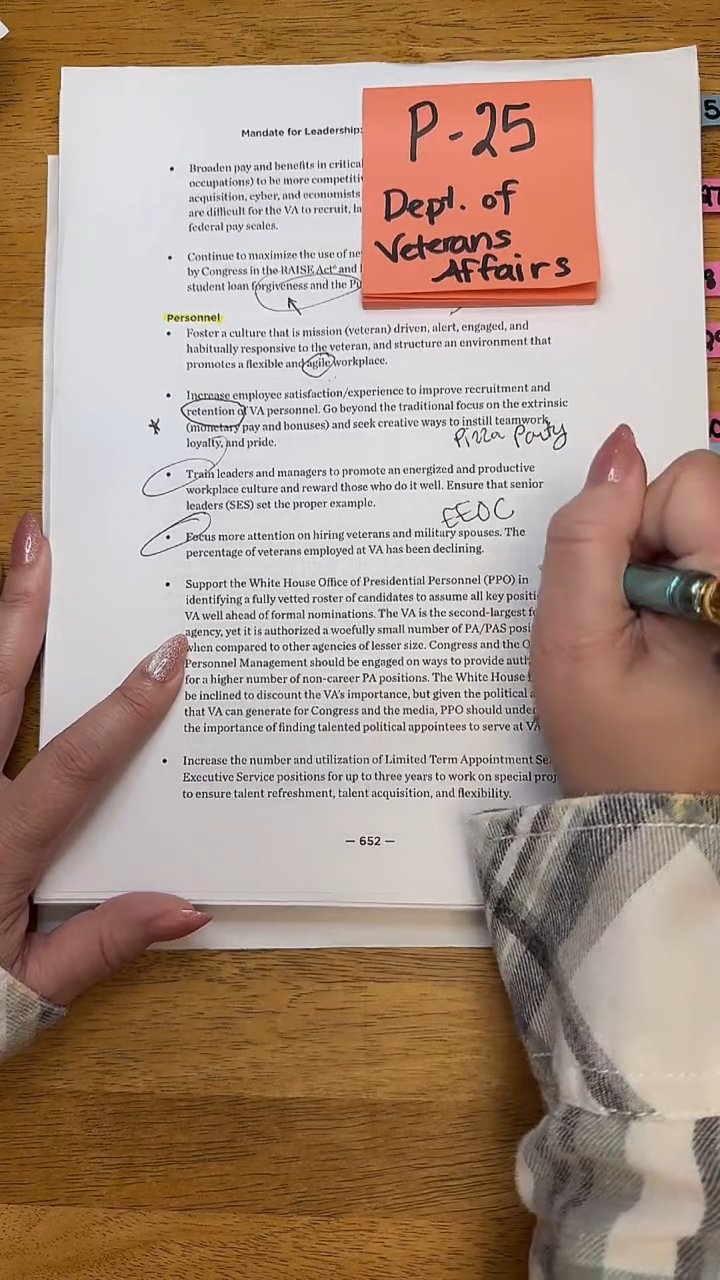 5
P-25
Dept. of
Veterans
Affairs
Mandate for Leadership:
• Broaden pay and benefits in critical
occupations) to be more competitive
acquisition, cyber, and economists
are difficult for the VA to recruit,
federal pay scales.
• Continue to maximize the use of
by Congress in the RAISE Act⁶ and
student loan forgiveness and the
Personnel
• Foster a culture that is mission (veteran) driven, alert, engaged, and
habitually responsive to the veteran, and structure an environment that
promotes a flexible and agile workplace.
• Increase employee satisfaction/experience to improve recruitment and
retention of VA personnel. Go beyond the traditional focus on the extrinsic
* (monetary pay and bonuses) and seek creative ways to instill teamwork,
loyalty, and pride.
Pizza Party
• Train leaders and managers to promote an energized and productive
workplace culture and reward those who do it well. Ensure that senior
leaders (SES) set the proper example.
EEOC
• Focus more attention on hiring veterans and military spouses. The
percentage of veterans employed at VA has been declining.
• Support the White House Office of Presidential Personnel (PPO) in
identifying a fully vetted roster of candidates to assume all key positi
VA well ahead of formal nominations. The VA is the second-largest f
agency, yet it is authorized a woefully small number of PA/PAS posi
when compared to other agencies of lesser size. Congress and the O
Personnel Management should be engaged on ways to provide auth
for a higher number of non-career PA positions. The White House
be inclined to discount the VA's importance, but given the political a
that VA can generate for Congress and the media, PPO should unde
the importance of finding talented political appointees to serve at VA
• Increase the number and utilization of Limited Term Appointment Se
Executive Service positions for up to three years to work on special proj
to ensure talent refreshment, talent acquisition, and flexibility.
— 652 —